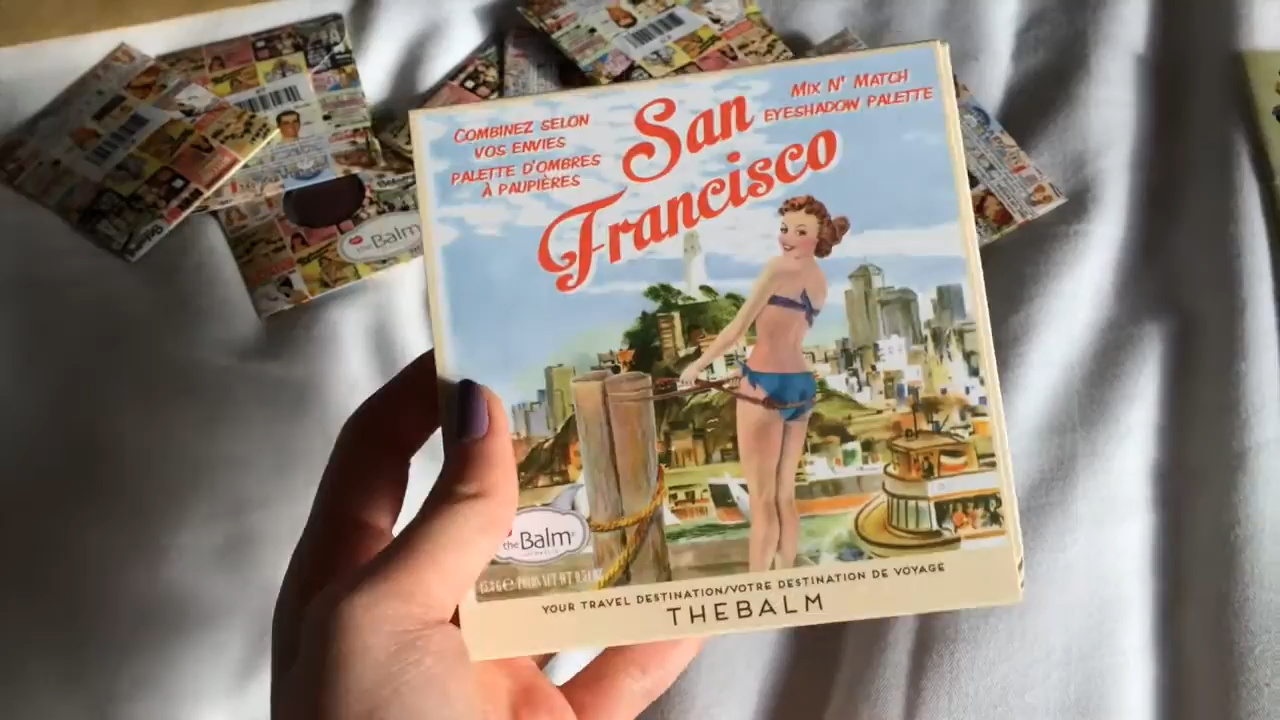 COMBINEZ SELON
VOS ENVIES
PALETTE D'OMBRES
À PAUPIÈRES
San
Francisco
MIX N' MATCH
EYESHADOW PALETTE
theBalm
theBalm
YOUR TRAVEL DESTINATION/VOTRE DESTINATION DE VOYAGE
THEBALM